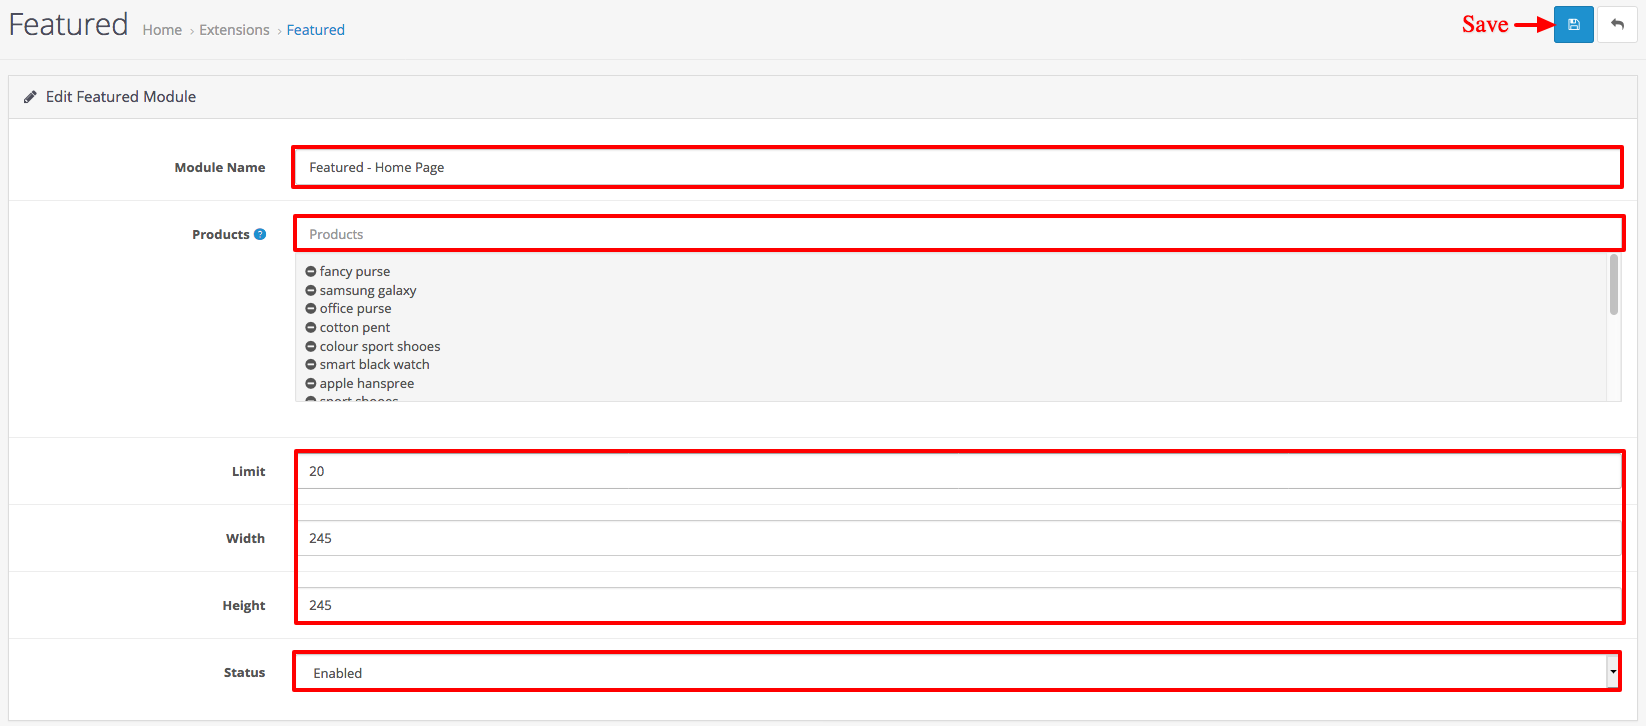 Featured Home › Extensions › Featured Save
Edit Featured Module
Module Name Featured - Home Page
Products ? Products
fancy purse
samsung galaxy
office purse
cotton pent
colour sport shooes
smart black watch
apple hanspree
sport shooes
Limit 20
Width 245
Height 245
Status Enabled